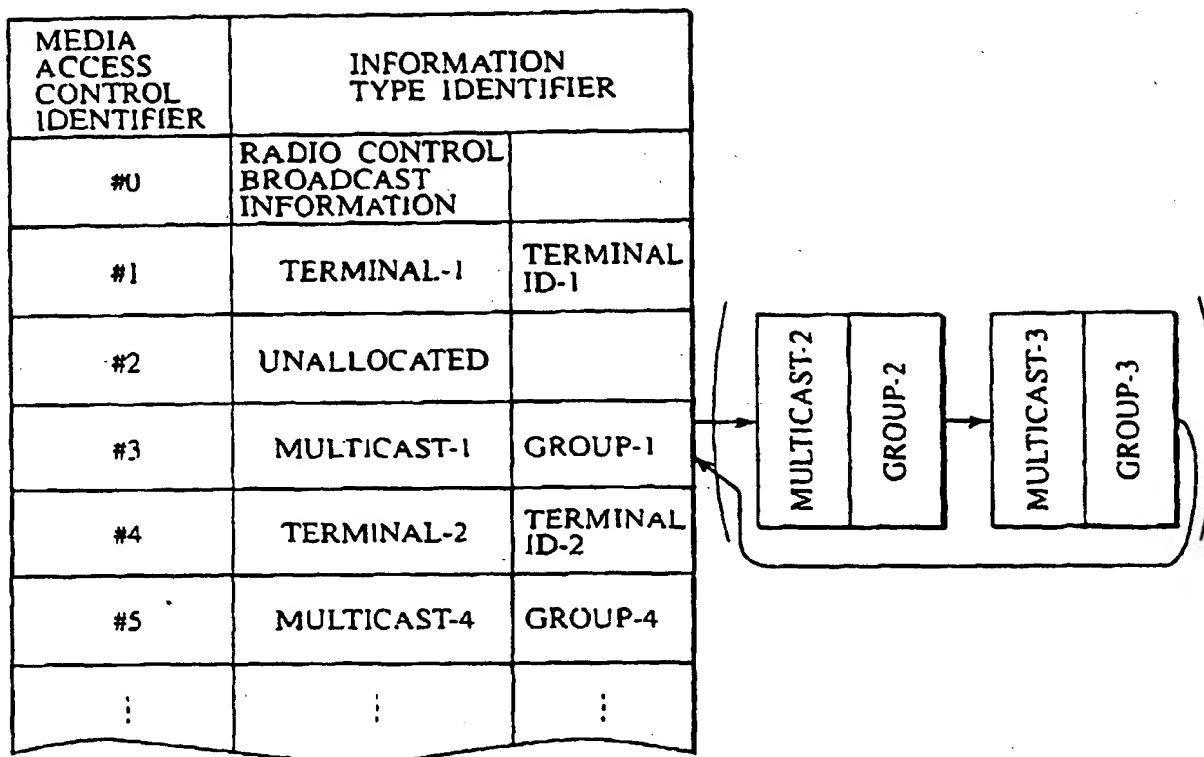 MEDIA
ACCESS
CONTROL
IDENTIFIER
INFORMATION
TYPE IDENTIFIER
#0
RADIO CONTROL
BROADCAST
INFORMATION
#1
TERMINAL-1
TERMINAL
ID-1
#2
UNALLOCATED
#3
MULTICAST-1
GROUP-1
MULTICAST-2
GROUP-2
MULTICAST-3
GROUP-3
#4
TERMINAL-2
TERMINAL
ID-2
#5
MULTICAST-4
GROUP-4